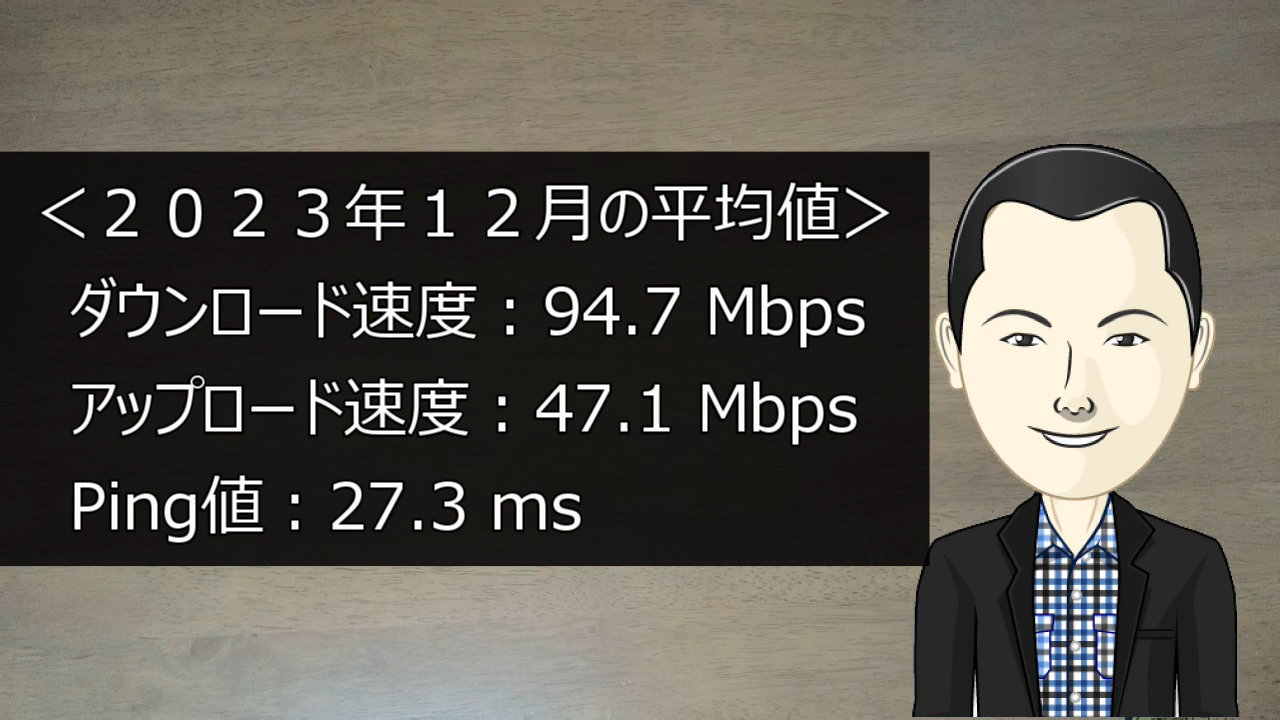 ＜２０２３年１２月の平均値＞
ダウンロード速度：94.7 Mbps
アップロード速度：47.1 Mbps
Ping値：27.3 ms